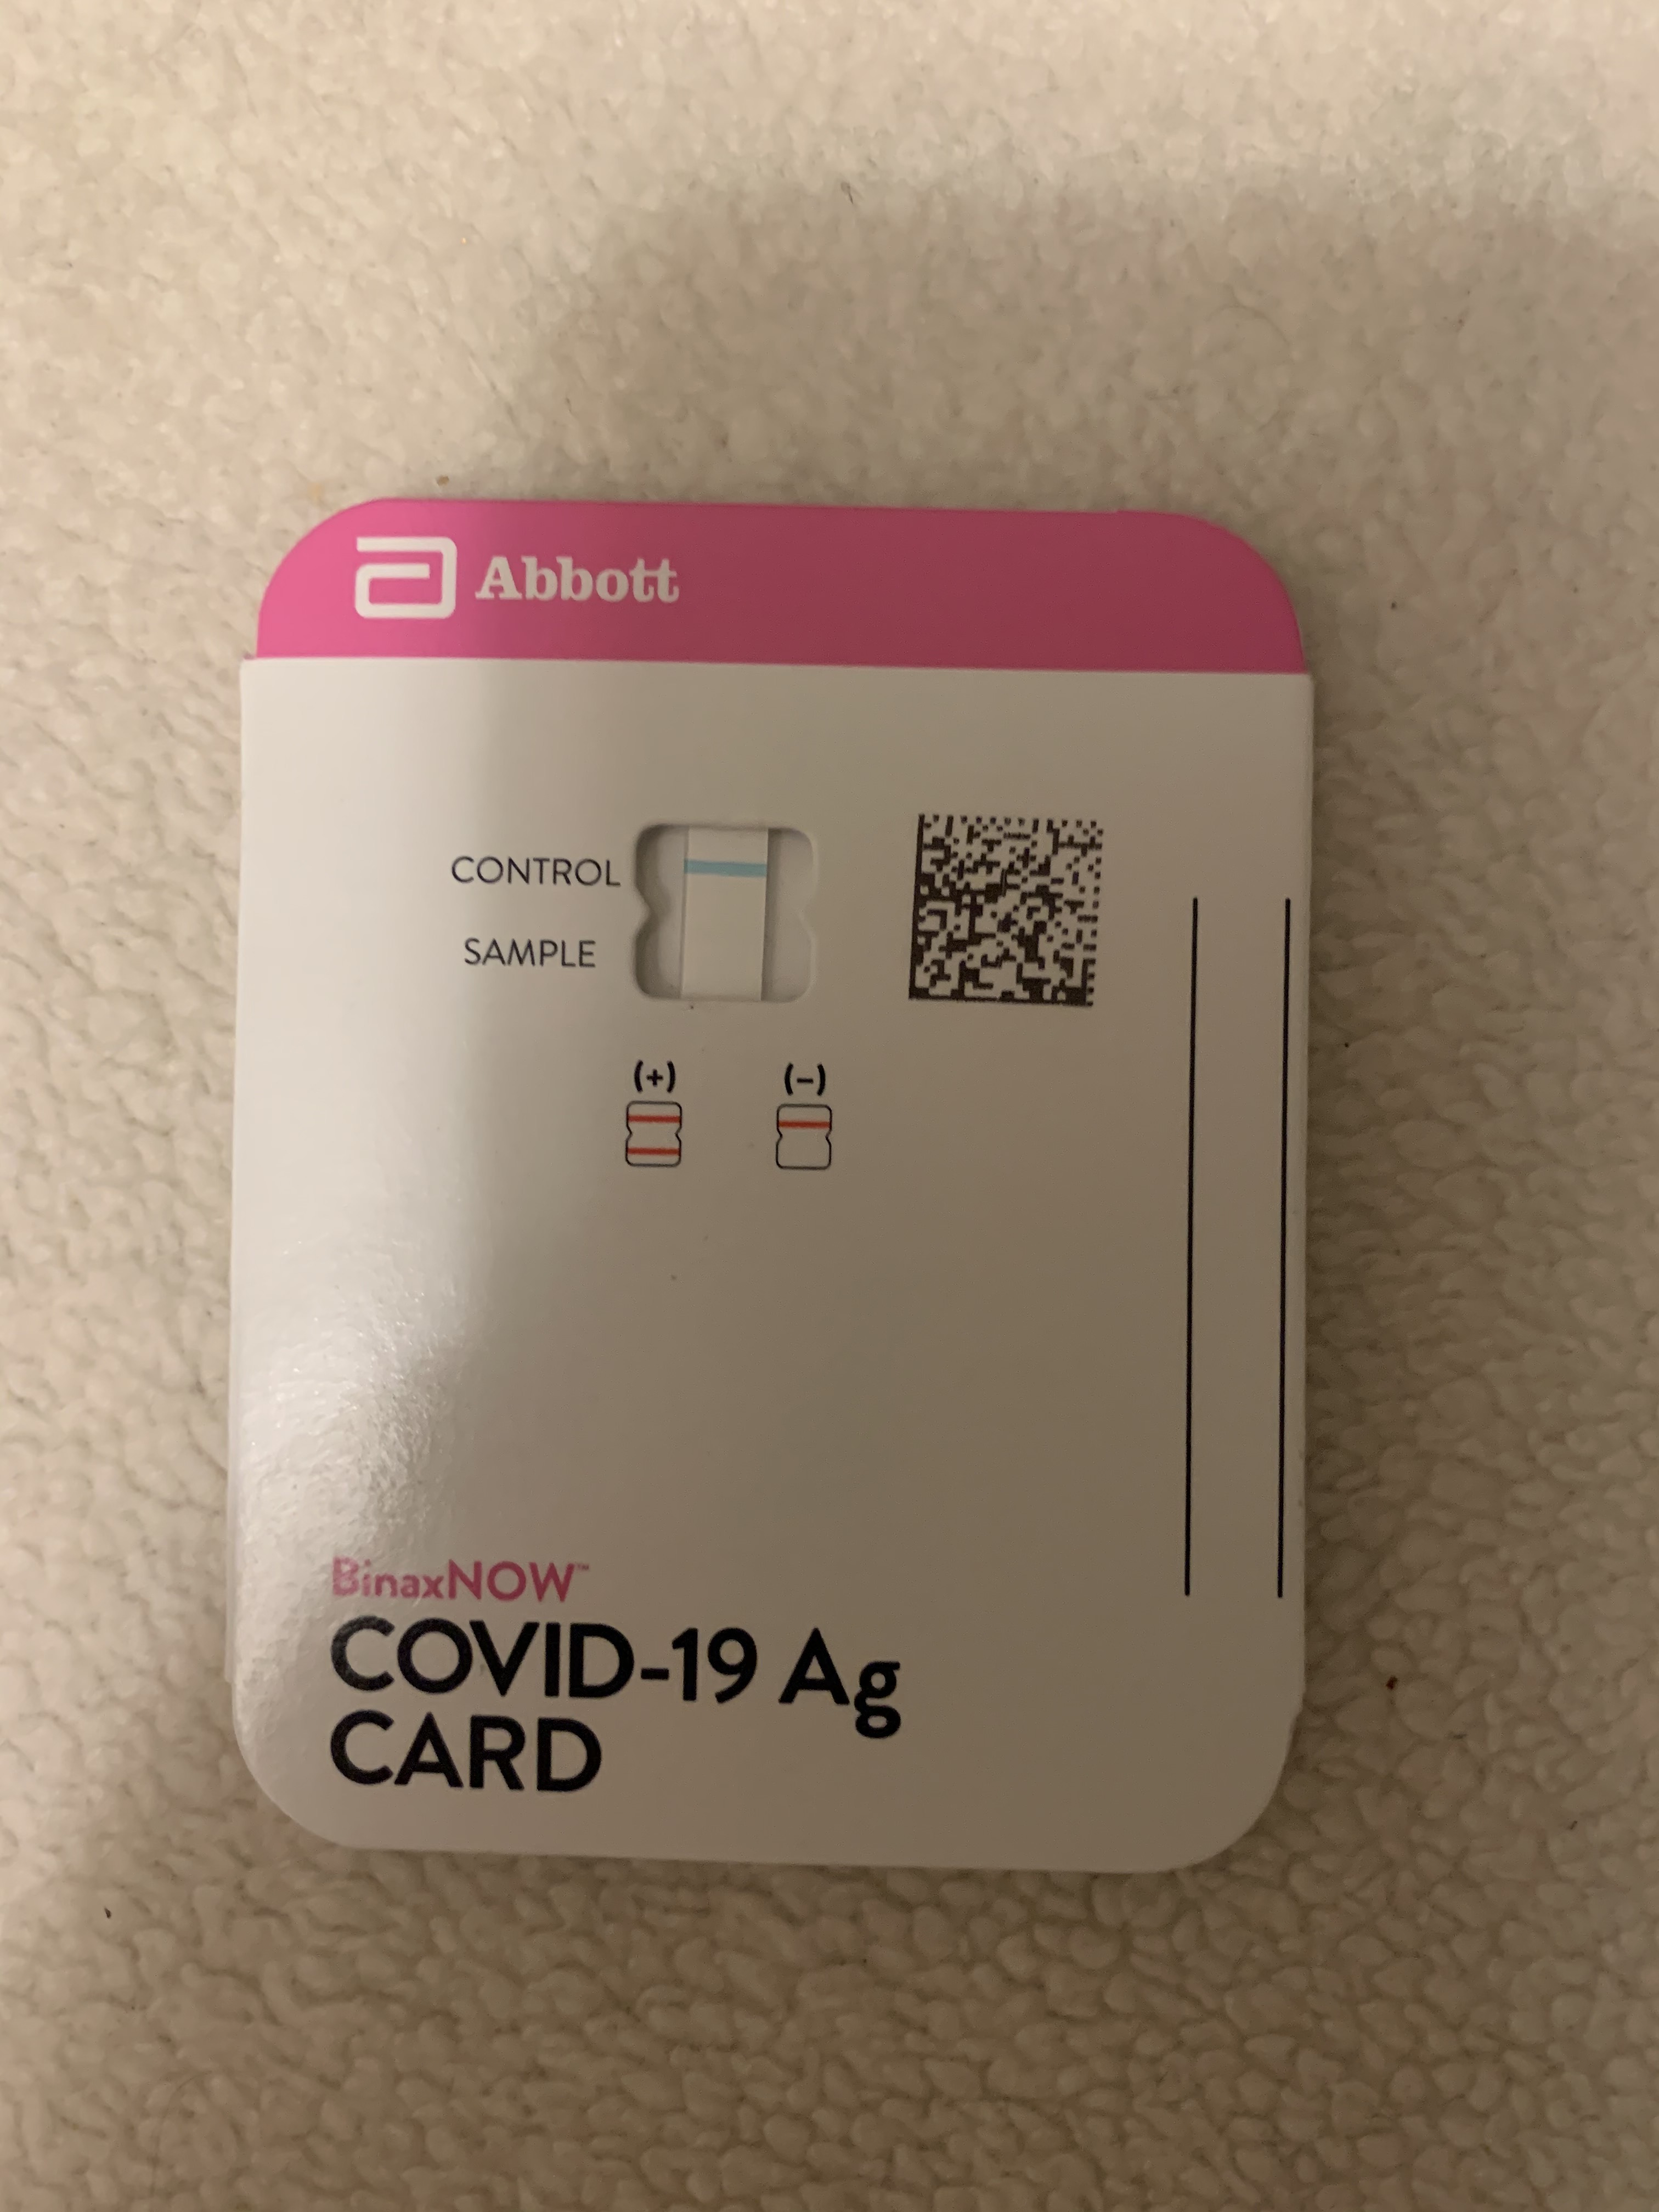 Abbott
CONTROL
SAMPLE
(+) (-)
BinaxNOW™
COVID-19 Ag
CARD